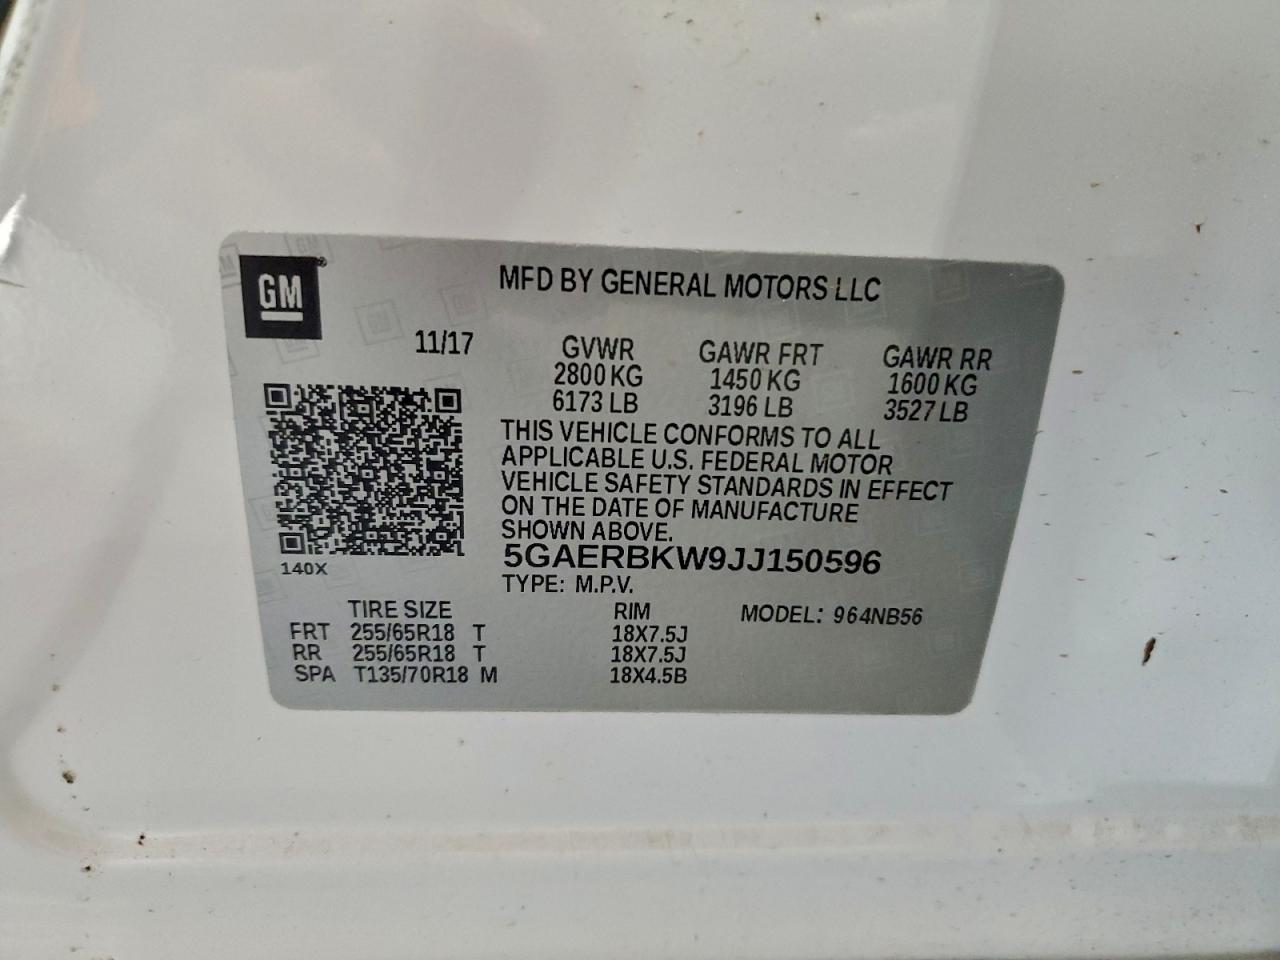 GM®
MFD BY GENERAL MOTORS LLC
11/17 GVWR GAWR FRT GAWR RR
2800 KG 1450 KG 1600 KG
6173 LB 3196 LB 3527 LB
THIS VEHICLE CONFORMS TO ALL
APPLICABLE U.S. FEDERAL MOTOR
VEHICLE SAFETY STANDARDS IN EFFECT
ON THE DATE OF MANUFACTURE
SHOWN ABOVE.
5GAERBKW9JJ150596
140X
TYPE: M.P.V.
TIRE SIZE RIM MODEL: 964NB56
FRT 255/65R18 T 18X7.5J
RR 255/65R18 T 18X7.5J
SPA T135/70R18 M 18X4.5B